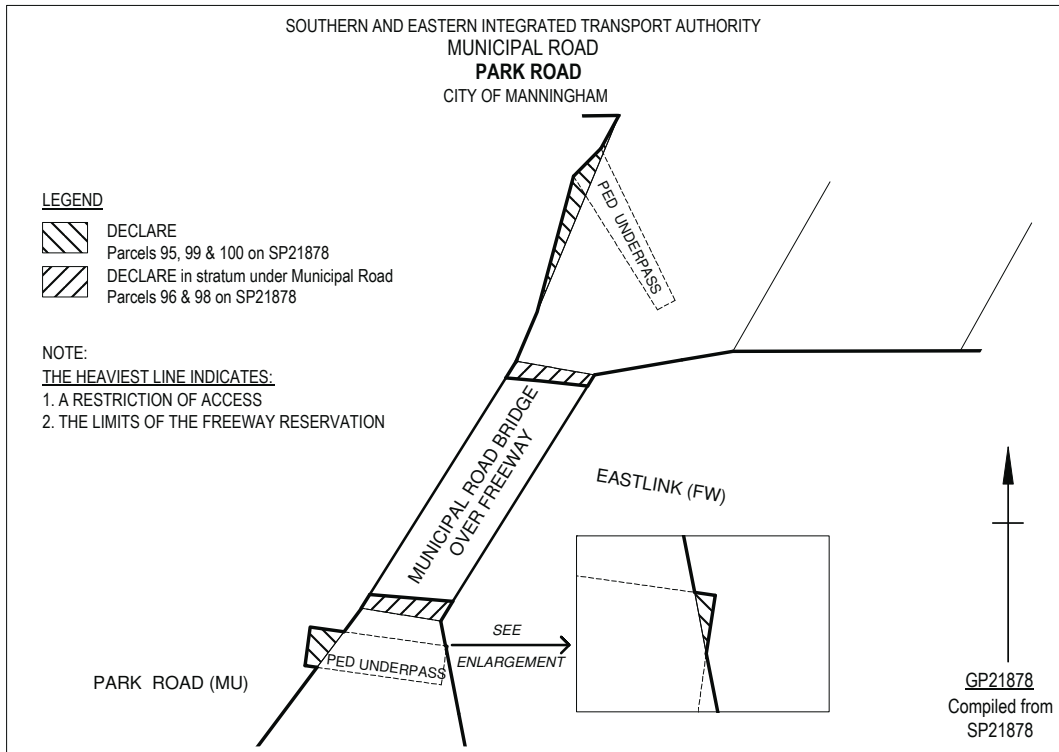 SOUTHERN AND EASTERN INTEGRATED TRANSPORT AUTHORITY
MUNICIPAL ROAD
PARK ROAD
CITY OF MANNINGHAM
LEGEND
DECLARE
Parcels 95, 99 & 100 on SP21878
DECLARE in stratum under Municipal Road
Parcels 96 & 98 on SP21878
NOTE:
THE HEAVIEST LINE INDICATES:
1. A RESTRICTION OF ACCESS
2. THE LIMITS OF THE FREEWAY RESERVATION
PED UNDERPASS
MUNICIPAL ROAD BRIDGE
OVER FREEWAY
EASTLINK (FW)
SEE
ENLARGEMENT
PED UNDERPASS
PARK ROAD (MU)
GP21878
Compiled from
SP21878